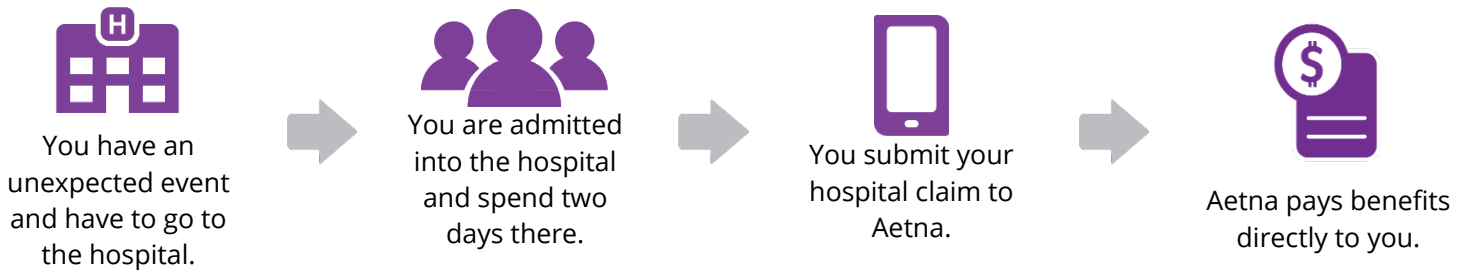 H
You have an
unexpected event
and have to go to
the hospital.
You are admitted
into the hospital
and spend two
days there.
You submit your
hospital claim to
Aetna.
$
Aetna pays benefits
directly to you.